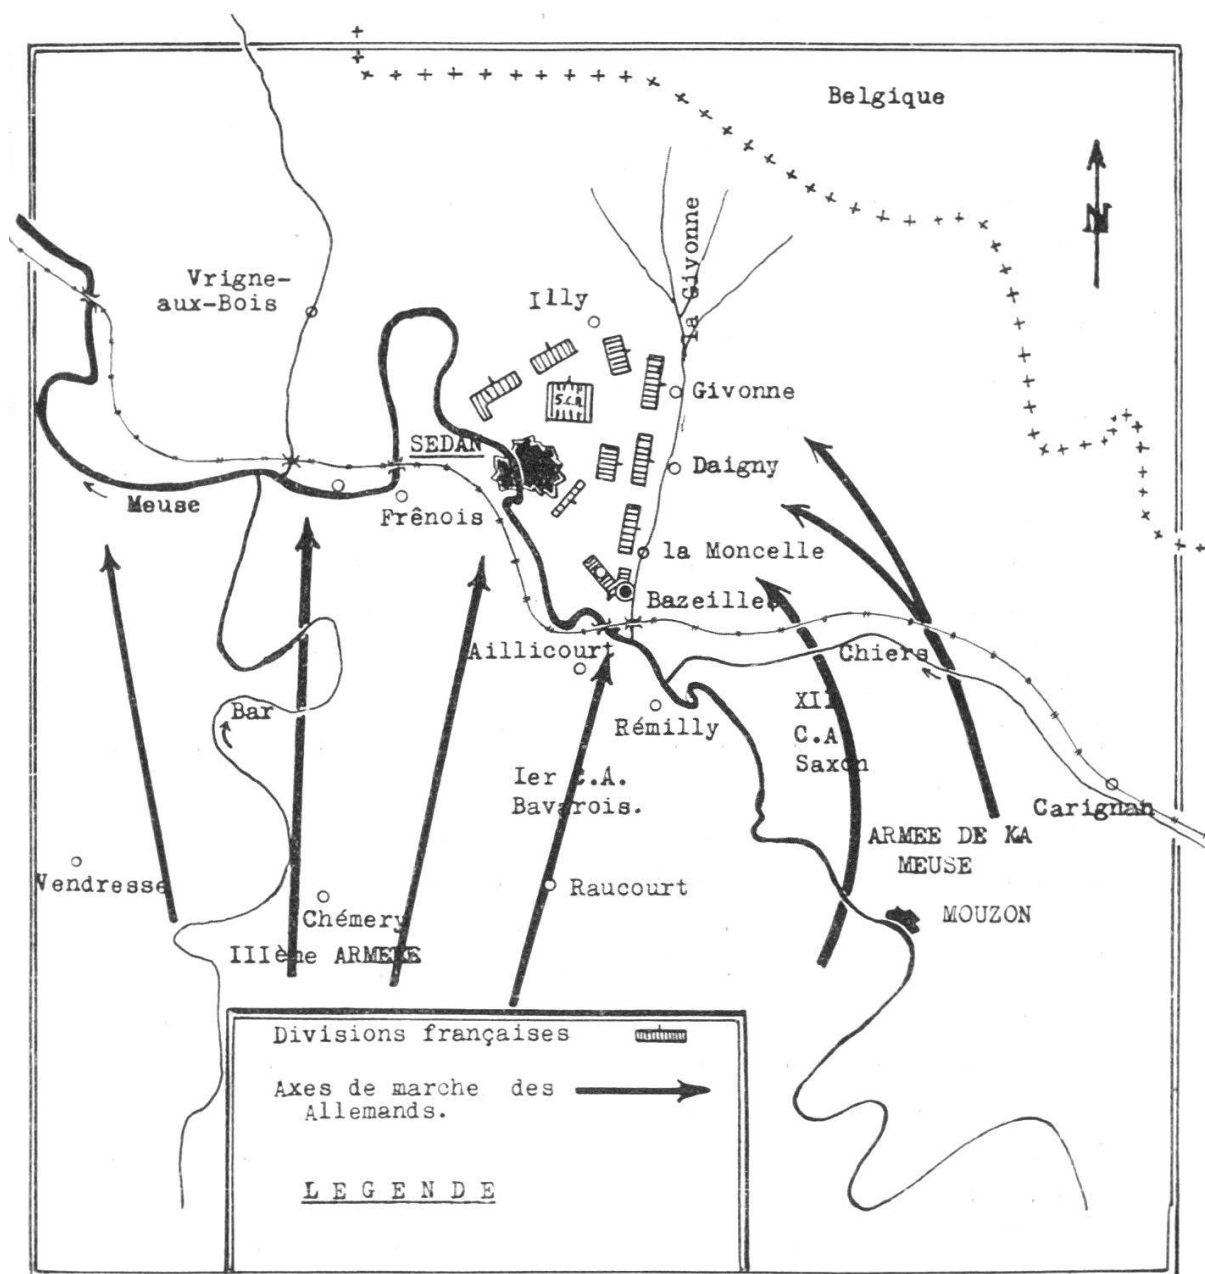 Belgique
N
La Givonne
Vrigne-
aux-Bois
Illy
Givonne
S.C.A
SEDAN
Daigny
Meuse
Frênois
la Moncelle
Bazeilles
Aillicourt
Chiers
Bar
Rémilly
XII
C.A
Saxon
Ier C.A.
Bavarois.
Carignan
ARMEE DE KA
MEUSE
Vendresse
Raucourt
Chémery
MOUZON
IIIème ARMEEE
Divisions françaises
Axes de marche des
Allemands.
LEGENDE